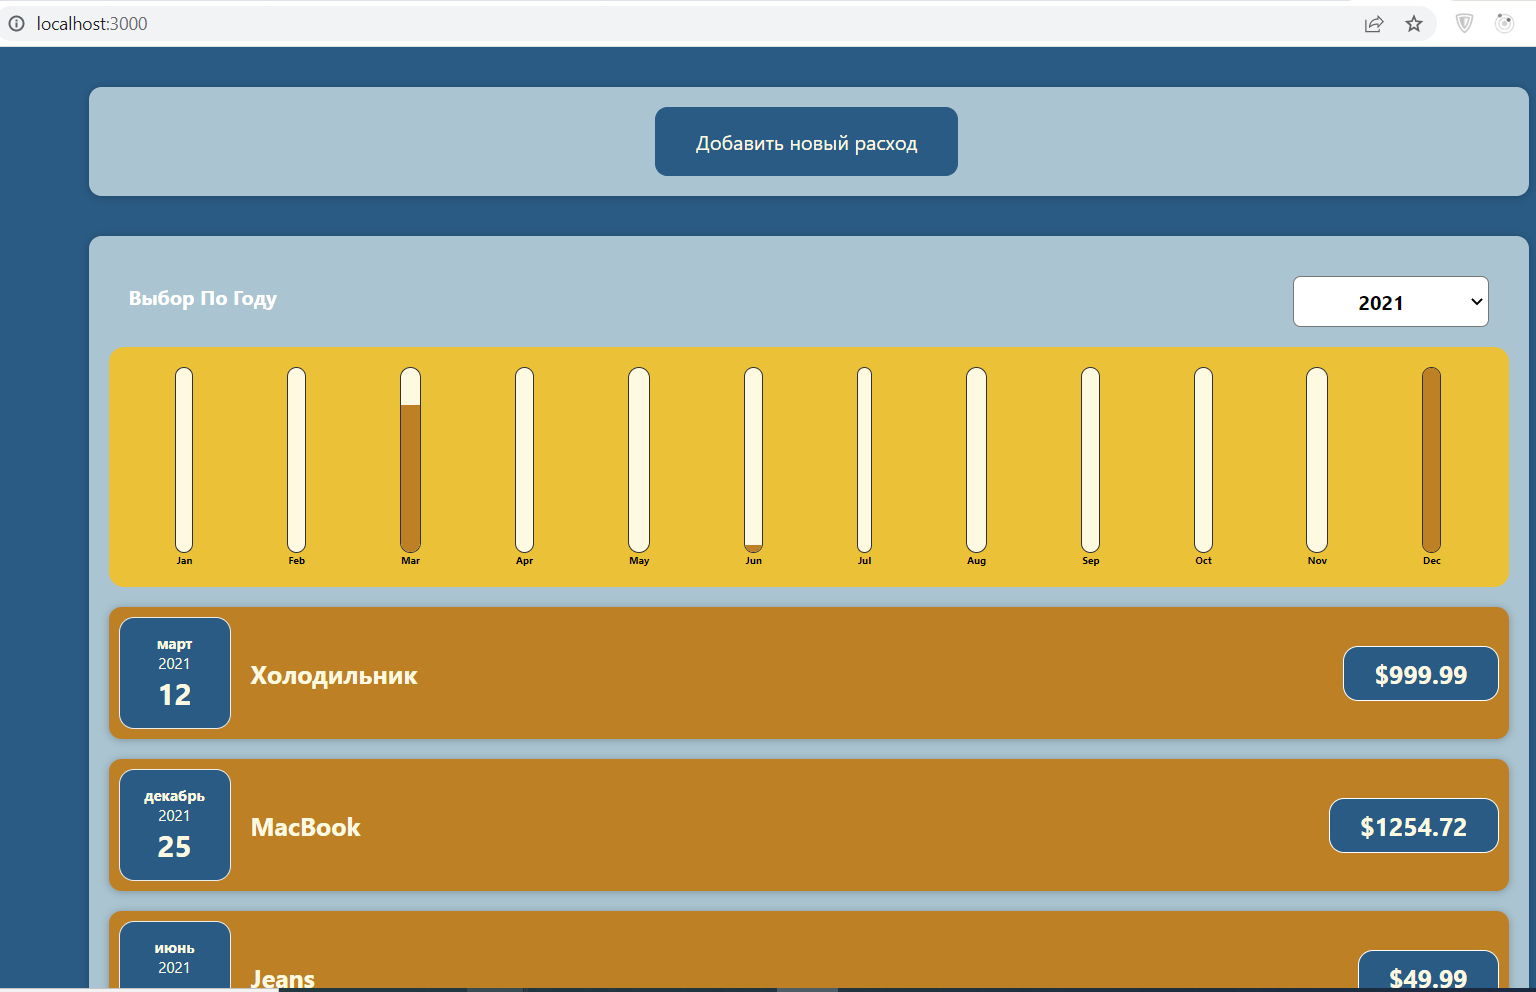 localhost:3000
Добавить новый расход
Выбор По Году
2021
Jan Feb Mar Apr May Jun Jul Aug Sep Oct Nov Dec
март
2021
12
Холодильник
$999.99
декабрь
2021
25
MacBook
$1254.72
июнь
2021
Jeans
$49.99